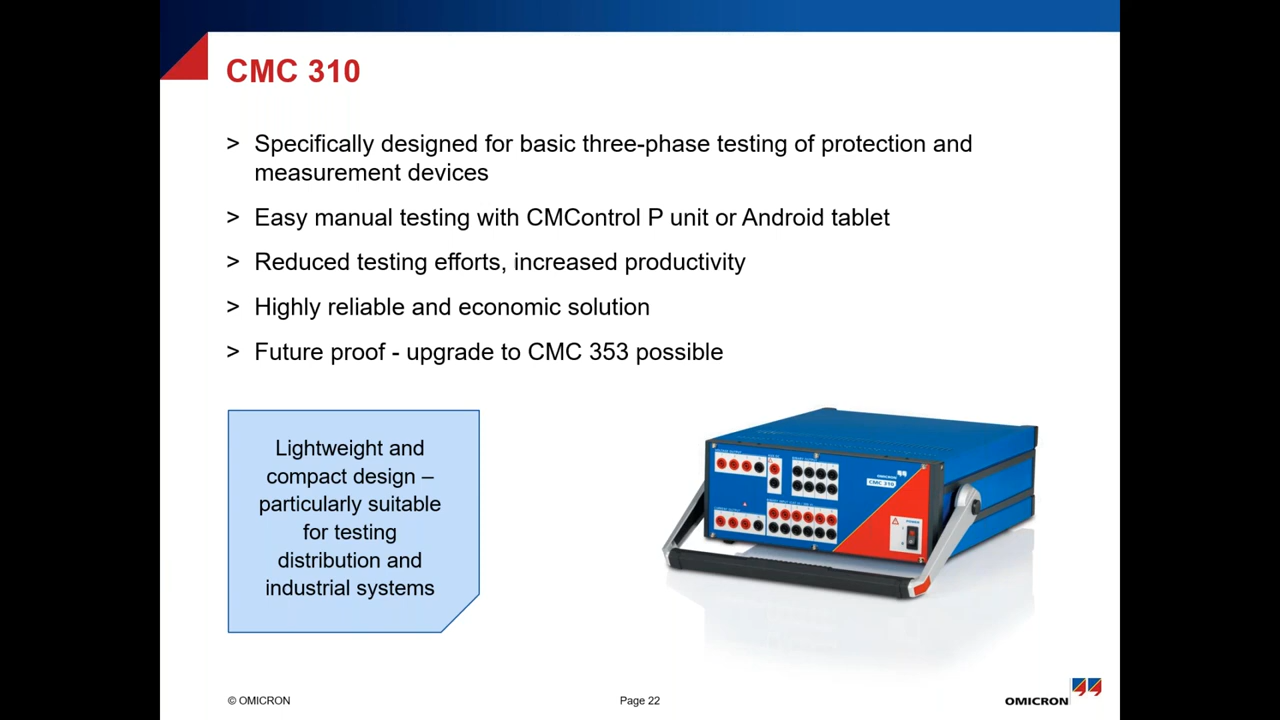 CMC 310
> Specifically designed for basic three-phase testing of protection and
measurement devices
> Easy manual testing with CMControl P unit or Android tablet
> Reduced testing efforts, increased productivity
> Highly reliable and economic solution
> Future proof - upgrade to CMC 353 possible
Lightweight and
compact design –
particularly suitable
for testing
distribution and
industrial systems
OMICRON
CMC 310
POWER
© OMICRON
Page 22
OMICRON